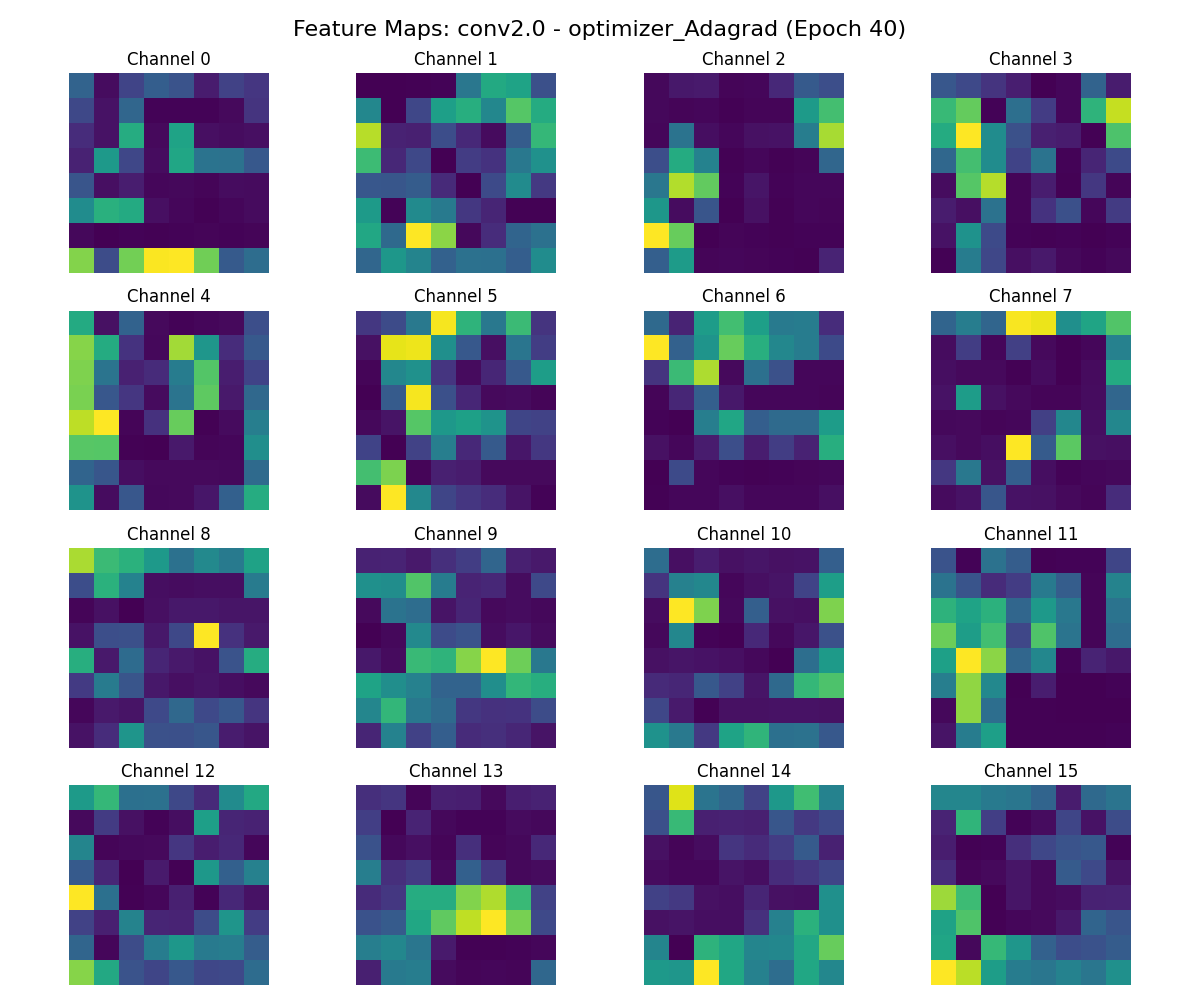 Feature Maps: conv2.0 - optimizer_Adagrad (Epoch 40)
Channel 0 Channel 1 Channel 2 Channel 3
Channel 4 Channel 5 Channel 6 Channel 7
Channel 8 Channel 9 Channel 10 Channel 11
Channel 12 Channel 13 Channel 14 Channel 15